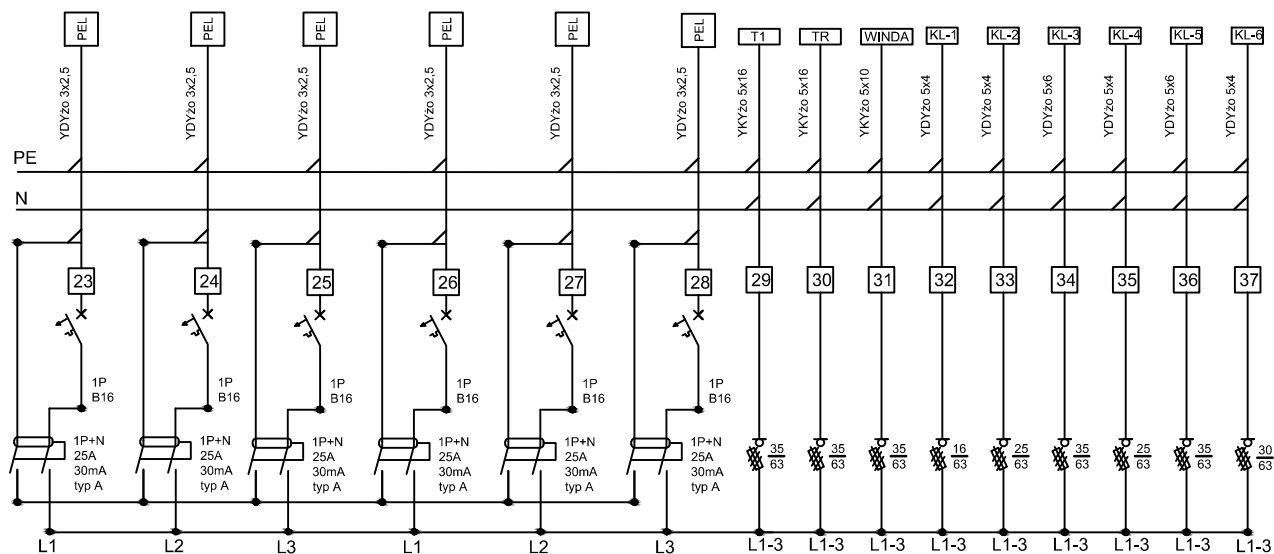 PEL PEL PEL PEL PEL PEL T1 TR WINDA KL-1 KL-2 KL-3 KL-4 KL-5 KL-6
YDYżo 3x2,5 YDYżo 3x2,5 YDYżo 3x2,5 YDYżo 3x2,5 YDYżo 3x2,5 YDYżo 3x2,5 YKYżo 5x16 YKYżo 5x16 YKYżo 5x10 YDYżo 5x4 YDYżo 5x4 YDYżo 5x6 YDYżo 5x4 YDYżo 5x6 YDYżo 5x4
PE
N
23 24 25 26 27 28 29 30 31 32 33 34 35 36 37
1P 1P 1P 1P 1P 1P
B16 B16 B16 B16 B16 B16
1P+N 1P+N 1P+N 1P+N 1P+N 1P+N 35 35 35 16 25 35 25 35 30
25A 25A 25A 25A 25A 25A 63 63 63 63 63 63 63 63 63
30mA 30mA 30mA 30mA 30mA 30mA
typ A typ A typ A typ A typ A typ A
L1 L2 L3 L1 L2 L3 L1-3 L1-3 L1-3 L1-3 L1-3 L1-3 L1-3 L1-3 L1-3